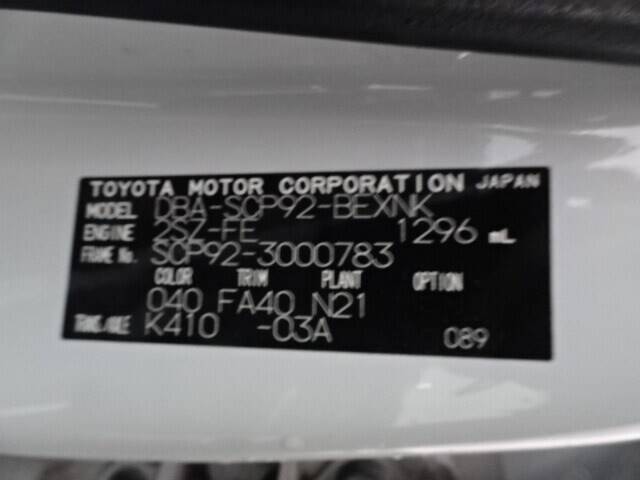 TOYOTA MOTOR CORPORATION JAPAN
MODEL DBA-SCP92-BEXNK
ENGINE 2SZ-FE 1296 mL
FRAME No. SCP92-3000783
COLOR TRIM PLANT OPTION
040 FA40 N21
TRANS/AXLE K410 -03A 089